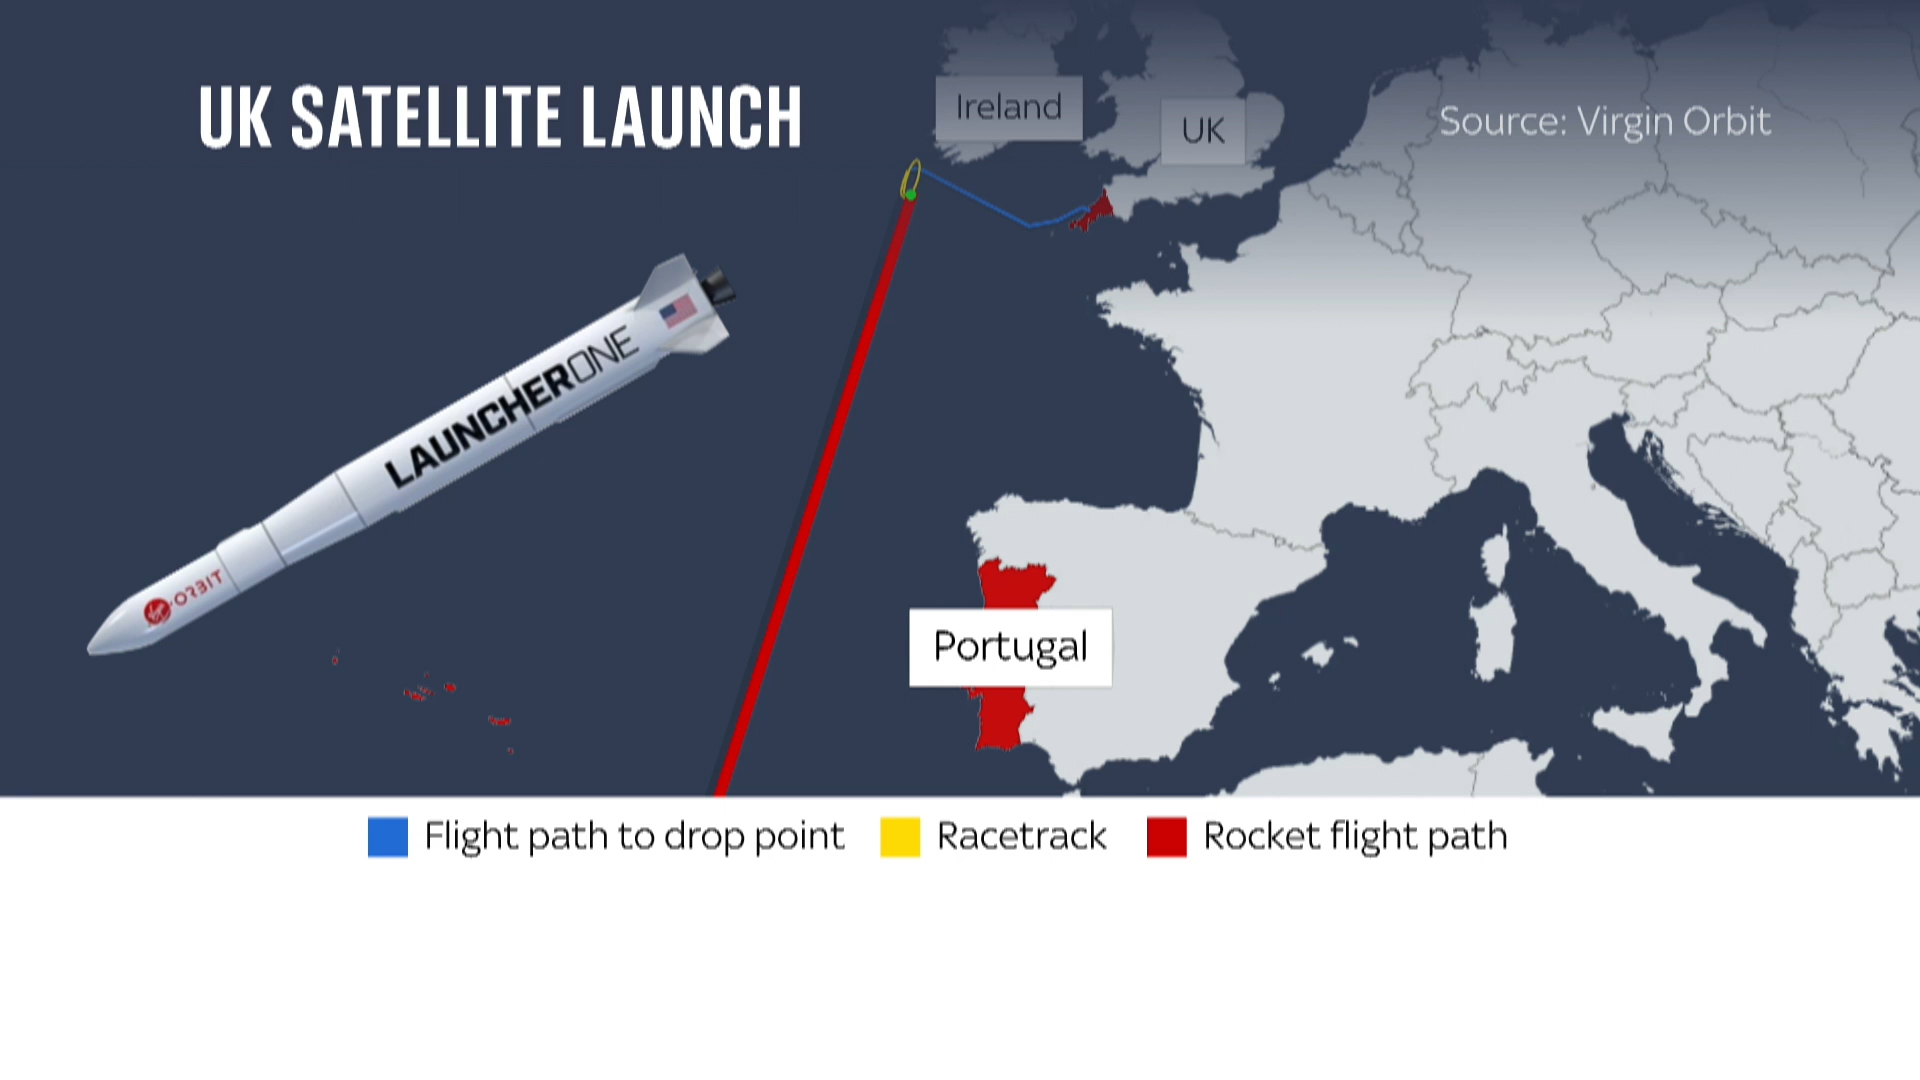 UK SATELLITE LAUNCH
Ireland
UK
Source: Virgin Orbit
LAUNCHERONE
Virgin ORBIT
Portugal
Flight path to drop point
Racetrack
Rocket flight path